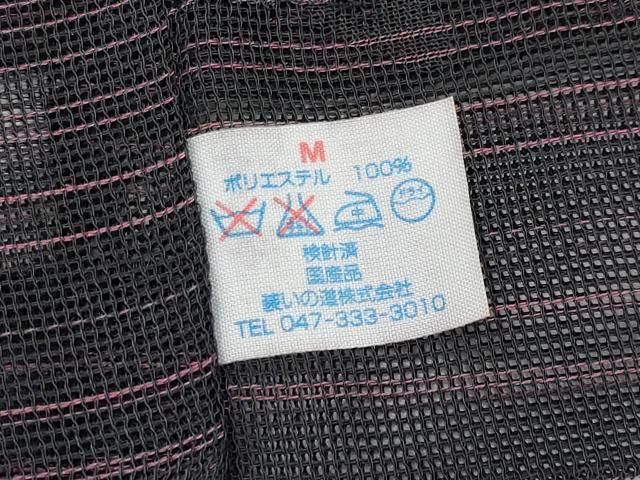 M
ポリエステル 100%
中
検針済
国産品
装いの道株式会社
TEL 047-333-3010